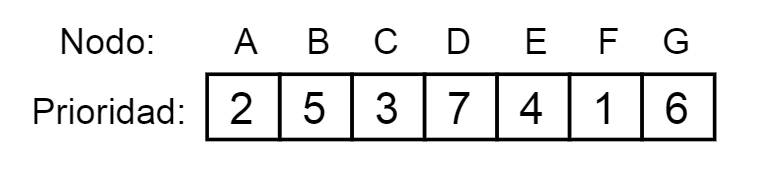 Nodo: A B C D E F G
Prioridad: 2 5 3 7 4 1 6